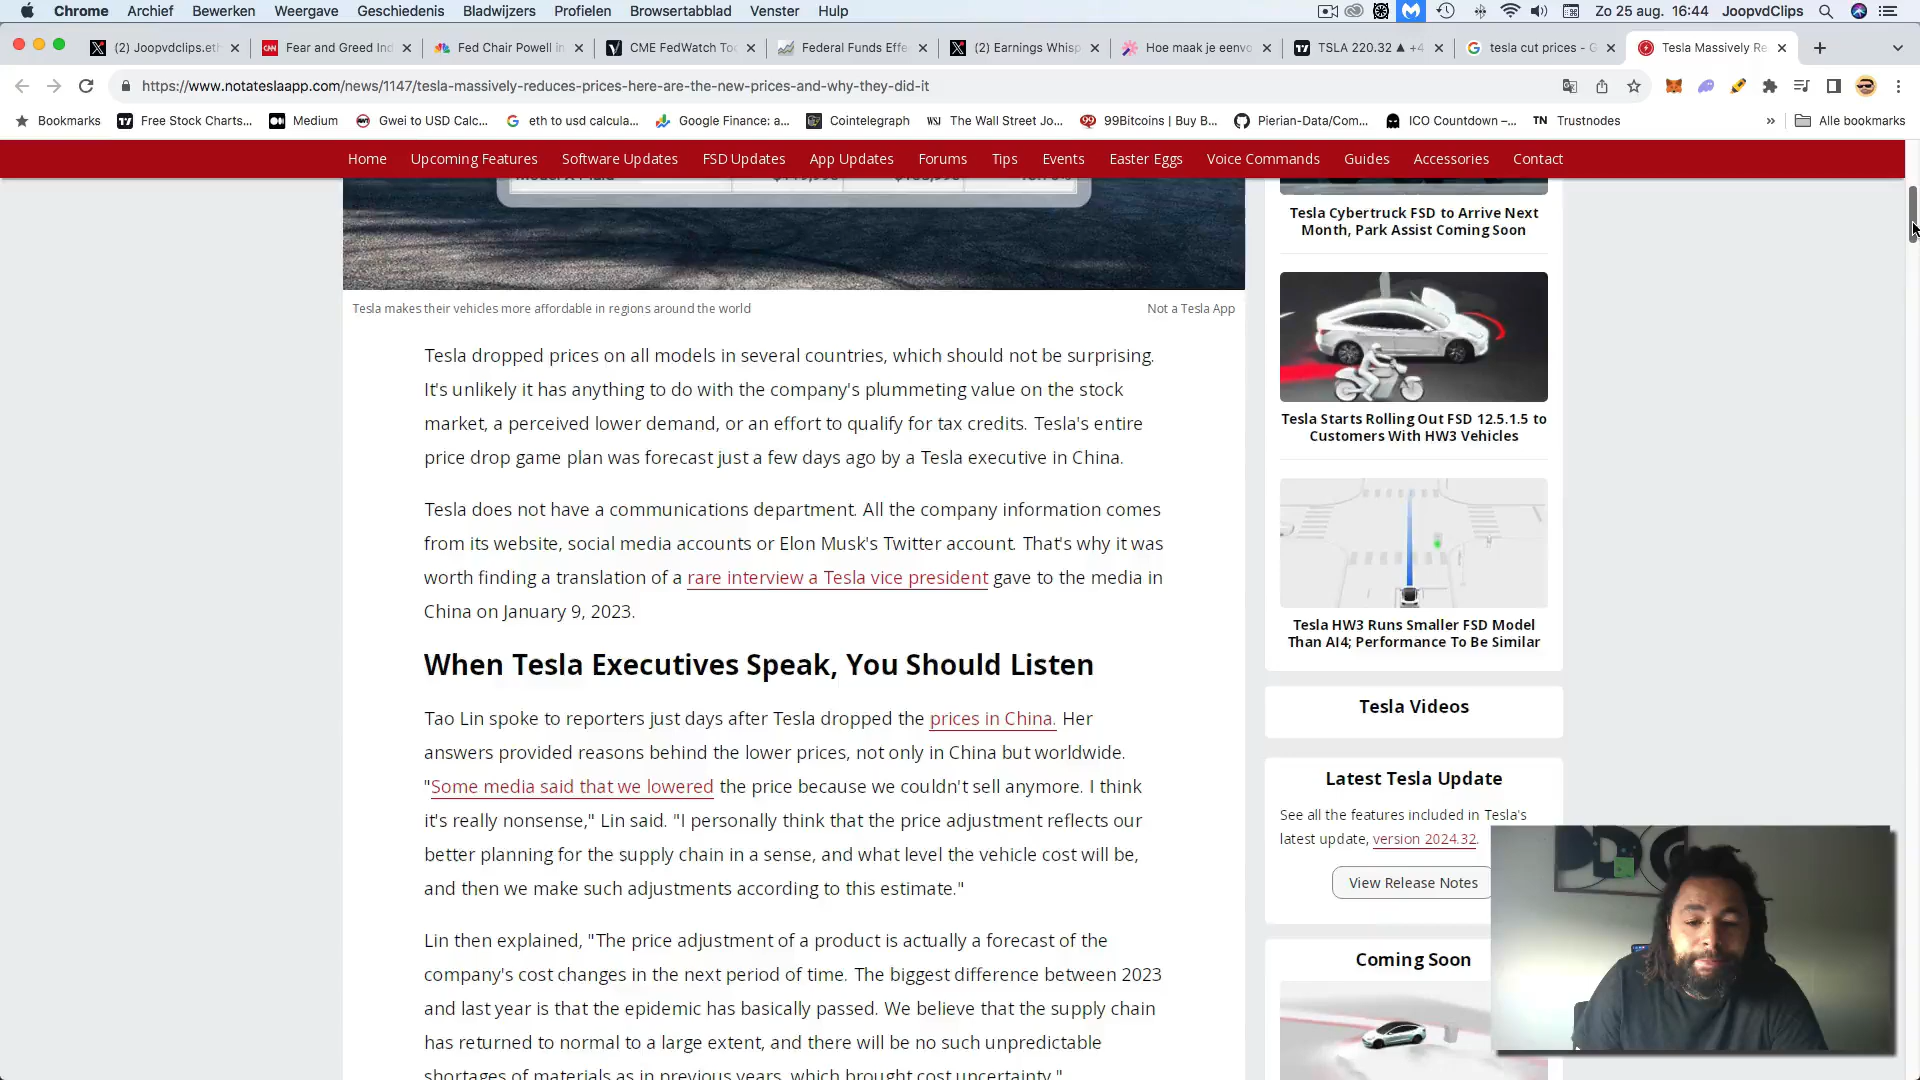 Chrome Archief Bewerken Weergave Geschiedenis Bladwijzers Profielen Browsertabblad Venster Hulp Zo 25 aug. 16:44 JoopvdClips
(2) Joopvdclips.eth Fear and Greed Ind Fed Chair Powell in CME FedWatch Too Federal Funds Effe (2) Earnings Whisp Hoe maak je eenvo TSLA 220.32 ▲ +4 tesla cut prices - G Tesla Massively Re
https://www.notateslaapp.com/news/1147/tesla-massively-reduces-prices-here-are-the-new-prices-and-why-they-did-it
Bookmarks Free Stock Charts... Medium Gwei to USD Calc... eth to usd calcula... Google Finance: a... Cointelegraph The Wall Street Jo... 99Bitcoins | Buy B... Pierian-Data/Com... ICO Countdown –... TN Trustnodes » Alle bookmarks
Home Upcoming Features Software Updates FSD Updates App Updates Forums Tips Events Easter Eggs Voice Commands Guides Accessories Contact
Tesla makes their vehicles more affordable in regions around the world Not a Tesla App
Tesla dropped prices on all models in several countries, which should not be surprising.
It's unlikely it has anything to do with the company's plummeting value on the stock
market, a perceived lower demand, or an effort to qualify for tax credits. Tesla's entire
price drop game plan was forecast just a few days ago by a Tesla executive in China.
Tesla does not have a communications department. All the company information comes
from its website, social media accounts or Elon Musk's Twitter account. That's why it was
worth finding a translation of a rare interview a Tesla vice president gave to the media in
China on January 9, 2023.
When Tesla Executives Speak, You Should Listen
Tao Lin spoke to reporters just days after Tesla dropped the prices in China. Her
answers provided reasons behind the lower prices, not only in China but worldwide.
"Some media said that we lowered the price because we couldn't sell anymore. I think
it's really nonsense," Lin said. "I personally think that the price adjustment reflects our
better planning for the supply chain in a sense, and what level the vehicle cost will be,
and then we make such adjustments according to this estimate."
Lin then explained, "The price adjustment of a product is actually a forecast of the
company's cost changes in the next period of time. The biggest difference between 2023
and last year is that the epidemic has basically passed. We believe that the supply chain
has returned to normal to a large extent, and there will be no such unpredictable
shortages of materials as in previous years, which brought cost uncertainty."
Tesla Cybertruck FSD to Arrive Next
Month, Park Assist Coming Soon
Tesla Starts Rolling Out FSD 12.5.1.5 to
Customers With HW3 Vehicles
Tesla HW3 Runs Smaller FSD Model
Than AI4; Performance To Be Similar
Tesla Videos
Latest Tesla Update
See all the features included in Tesla's
latest update, version 2024.32.
View Release Notes
Coming Soon